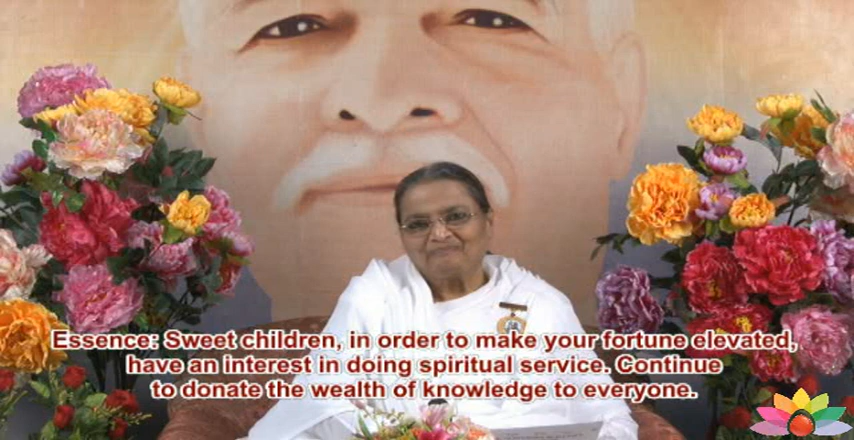 Essence: Sweet children, in order to make your fortune elevated,
have an interest in doing spiritual service. Continue
to donate the wealth of knowledge to everyone.